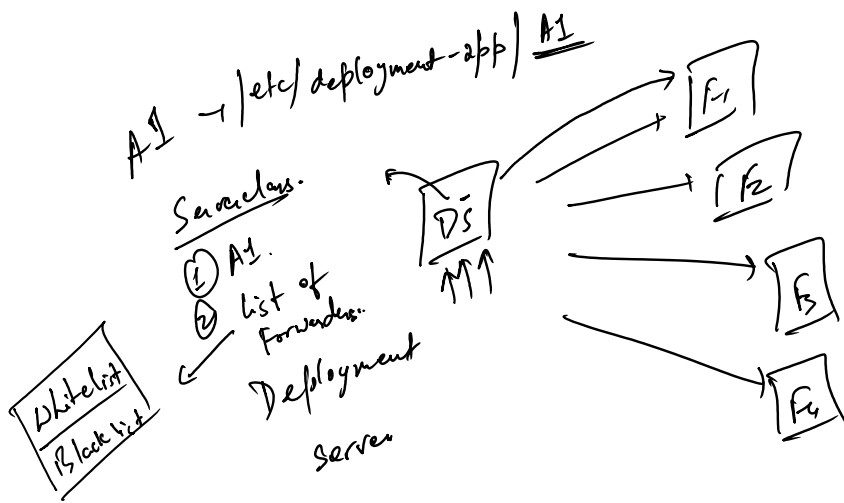 A1 → /etc/deployment-app/ A1
Serverclass.
① A1.
② List of
Forwarders.
Whitelist
Blacklist
Deployment
Server
DS
F1
F2
F3
F4